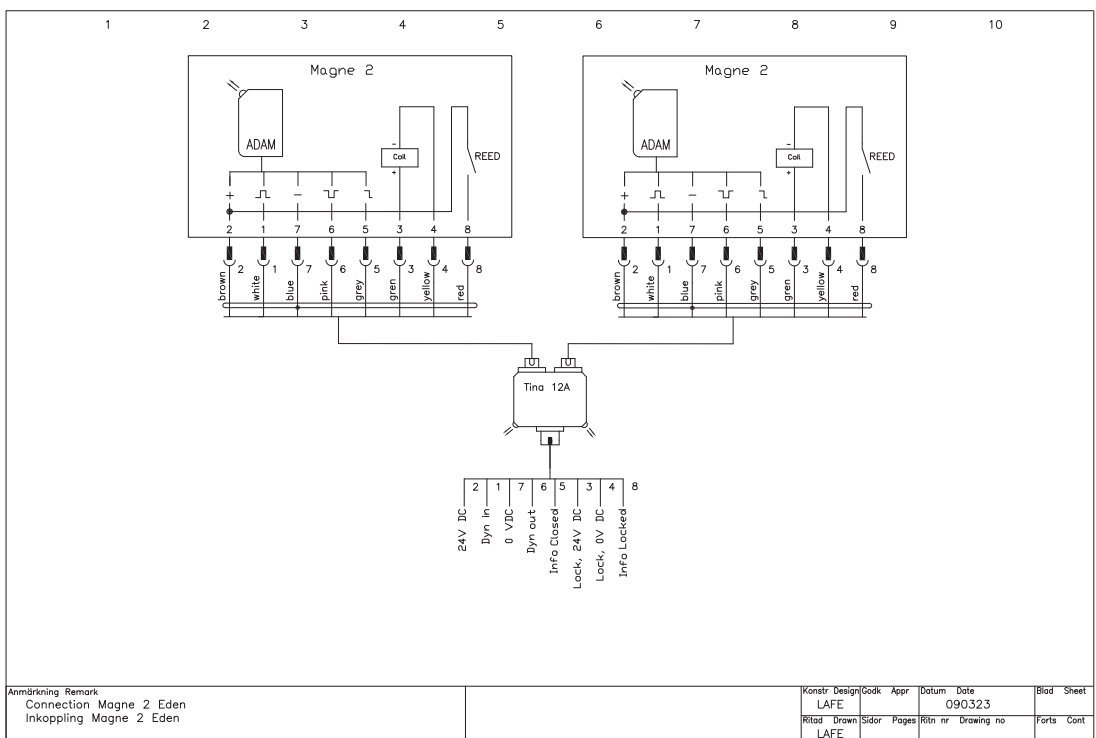 1 2 3 4 5 6 7 8 9 10
Magne 2
ADAM
-
Coil
+
REED
+ -
2 1 7 6 5 3 4 8
2 1 7 6 5 3 4 8
brown white blue pink grey gren yellow red
Magne 2
ADAM
-
Coil
+
REED
+ -
2 1 7 6 5 3 4 8
2 1 7 6 5 3 4 8
brown white blue pink grey gren yellow red
Tina 12A
2 1 7 6 5 3 4 8
24V DC
Dyn in
0 VDC
Dyn out
Info Closed
Lock, 24V DC
Lock, 0V DC
Info Locked
Anmärkning Remark
Connection Magne 2 Eden
Inkoppling Magne 2 Eden
Konstr Design Godk Appr Datum Date Blad Sheet
LAFE 090323
Ritad Drawn Sidor Pages Ritn nr Drawing no Forts Cont
LAFE